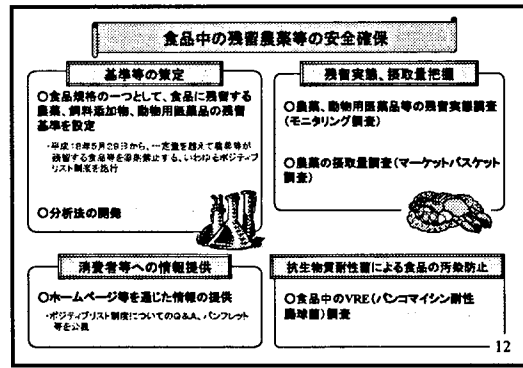 食品中の残留農薬等の安全確保
基準等の策定
○食品規格の一つとして、食品に残留する
農薬、飼料添加物、動物用医薬品の残留
基準を設定
・平成18年5月29日から、一定量を超えて農薬等が
残留する食品等を販売禁止する、いわゆるポジティブ
リスト制度を施行
○分析法の開発
残留実態、摂取量把握
○農薬、動物用医薬品等の残留実態調査
(モニタリング調査)
○農薬の摂取量調査(マーケットバスケット
調査)
消費者等への情報提供
○ホームページ等を通じた情報の提供
・ポジティブリスト制度についてのQ&A、パンフレット
等を公表
抗生物質耐性菌による食品の汚染防止
○食品中のVRE(バンコマイシン耐性
腸球菌)調査
12